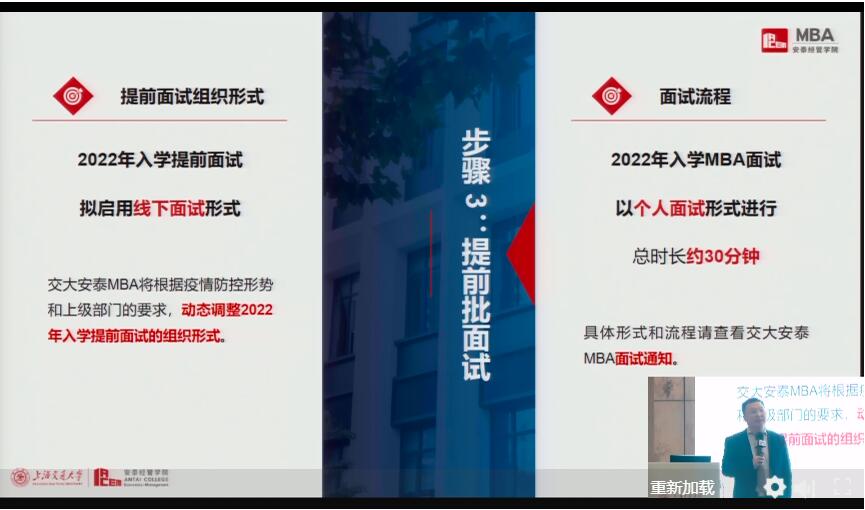 MBA
安泰经管学院
提前面试组织形式
2022年入学提前面试
拟启用线下面试形式
交大安泰MBA将根据疫情防控形势
和上级部门的要求，动态调整2022
年入学提前面试的组织形式。
步骤3：提前批面试
面试流程
2022年入学MBA面试
以个人面试形式进行
总时长约30分钟
具体形式和流程请查看交大安泰
MBA面试通知。
交大安泰MBA将根据
级部门的要求，
提前面试的组织
重新加载
上海交通大学
安泰经管学院
ANTAI COLLEGE